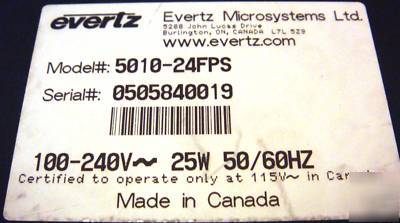 evertz
Evertz Microsystems Ltd.
5288 John Lucas Drive
Burlington, ON, CANADA L7L 5Z9
www.evertz.com
Model#: 5010-24FPS
Serial#: 0505840019
100-240V~ 25W 50/60HZ
Certified to operate only at 115V~ in Canada
Made in Canada